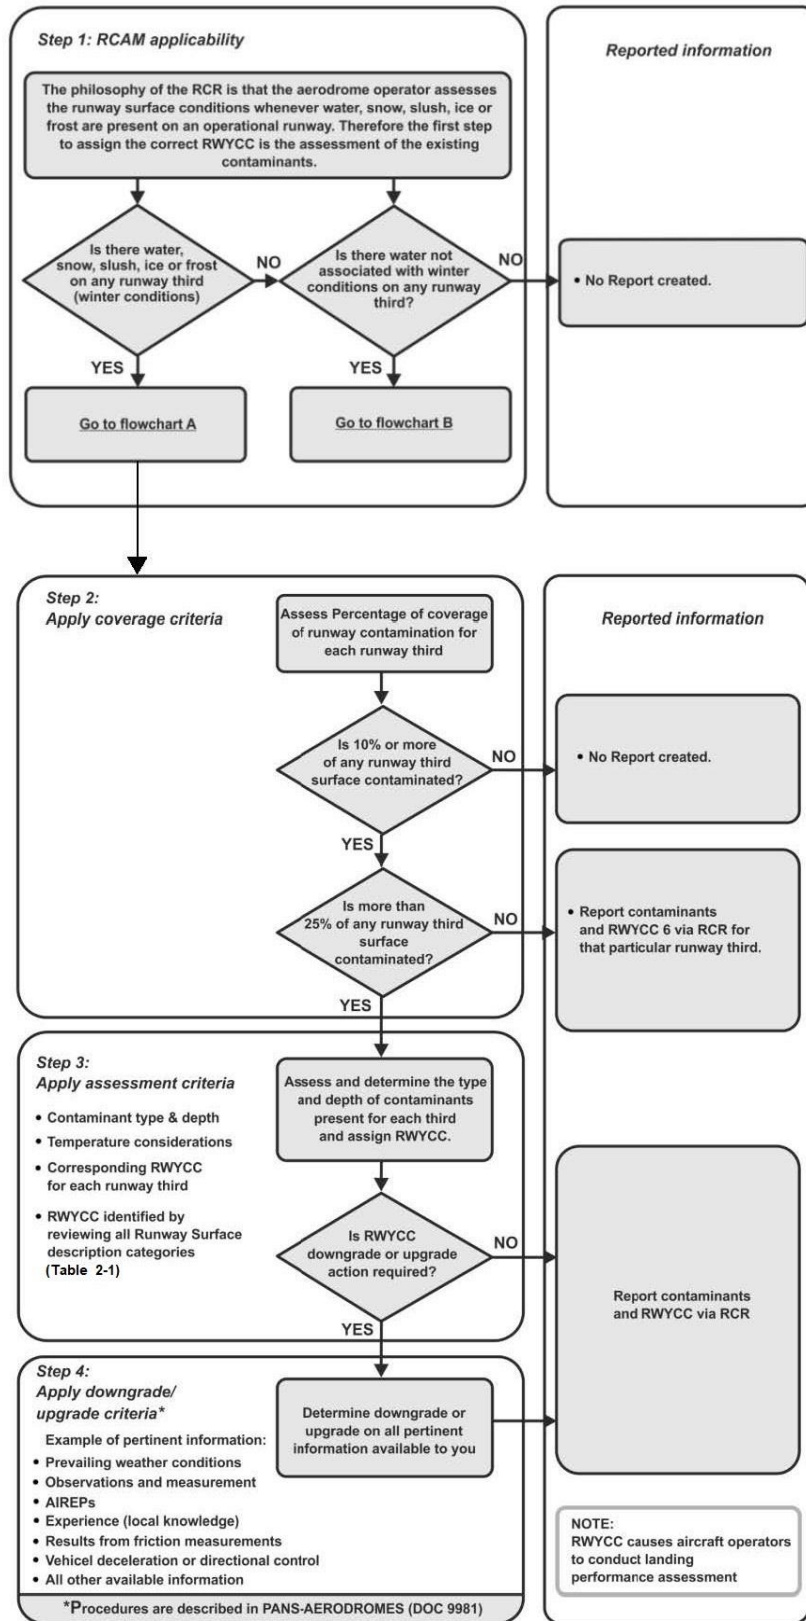 Step 1: RCAM applicability
Reported information
The philosophy of the RCR is that the aerodrome operator assesses
the runway surface conditions whenever water, snow, slush, ice or
frost are present on an operational runway. Therefore the first step
to assign the correct RWYCC is the assessment of the existing
contaminants.
Is there water,
snow, slush, ice or frost
on any runway third
(winter conditions)
NO
Is there water not
associated with winter
conditions on any runway
third?
NO
• No Report created.
YES
YES
Go to flowchart A
Go to flowchart B
Step 2:
Apply coverage criteria
Reported information
Assess Percentage of coverage
of runway contamination for
each runway third
Is 10% or more
of any runway third
surface contaminated?
NO
• No Report created.
YES
Is more than
25% of any runway third
surface
contaminated?
NO
• Report contaminants
and RWYCC 6 via RCR for
that particular runway third.
YES
Step 3:
Apply assessment criteria
• Contaminant type & depth
• Temperature considerations
• Corresponding RWYCC
for each runway third
• RWYCC identified by
reviewing all Runway Surface
description categories
(Table 2-1)
Assess and determine the type
and depth of contaminants
present for each third
and assign RWYCC.
Is RWYCC
downgrade or upgrade
action required?
NO
YES
Report contaminants
and RWYCC via RCR
Step 4:
Apply downgrade/
upgrade criteria*
Example of pertinent information:
• Prevailing weather conditions
• Observations and measurement
• AIREPs
• Experience (local knowledge)
• Results from friction measurements
• Vehicel deceleration or directional control
• All other available information
Determine downgrade or
upgrade on all pertinent
information available to you
NOTE:
RWYCC causes aircraft operators
to conduct landing
performance assessment
*Procedures are described in PANS-AERODROMES (DOC 9981)